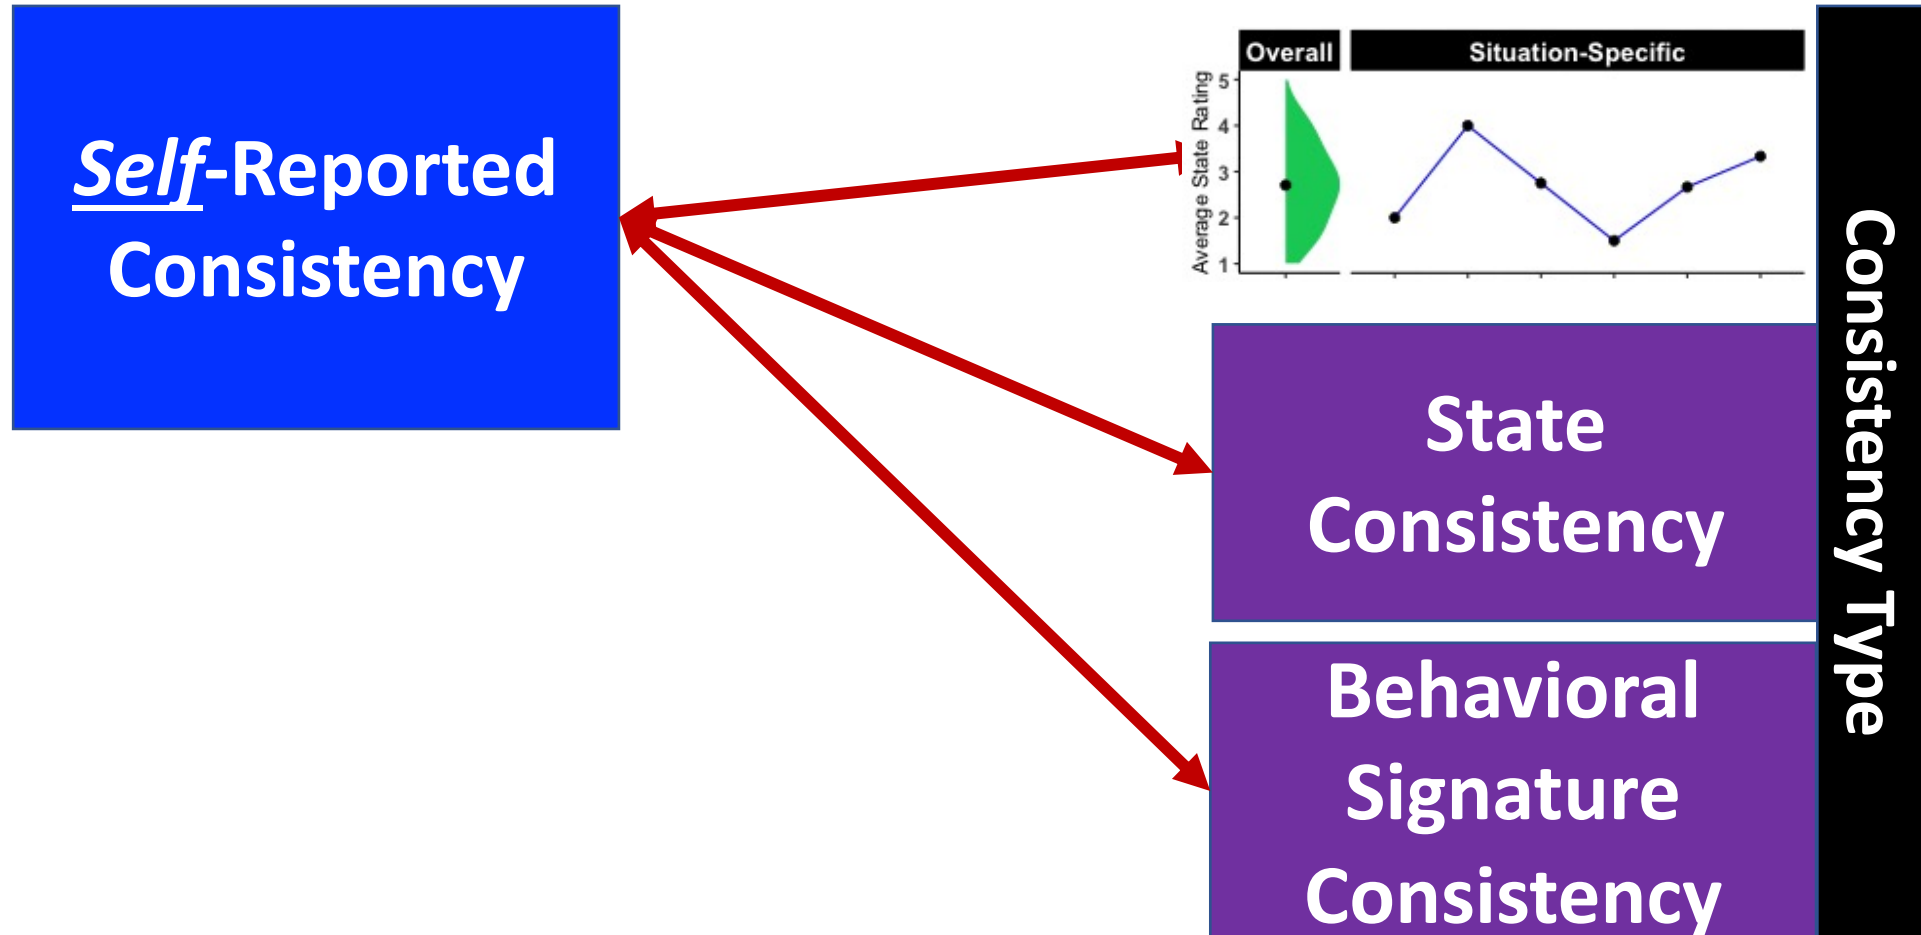 Self-Reported
Consistency
Overall
Situation-Specific
Average State Rating
5
4
3
2
1
State
Consistency
Behavioral
Signature
Consistency
Consistency Type